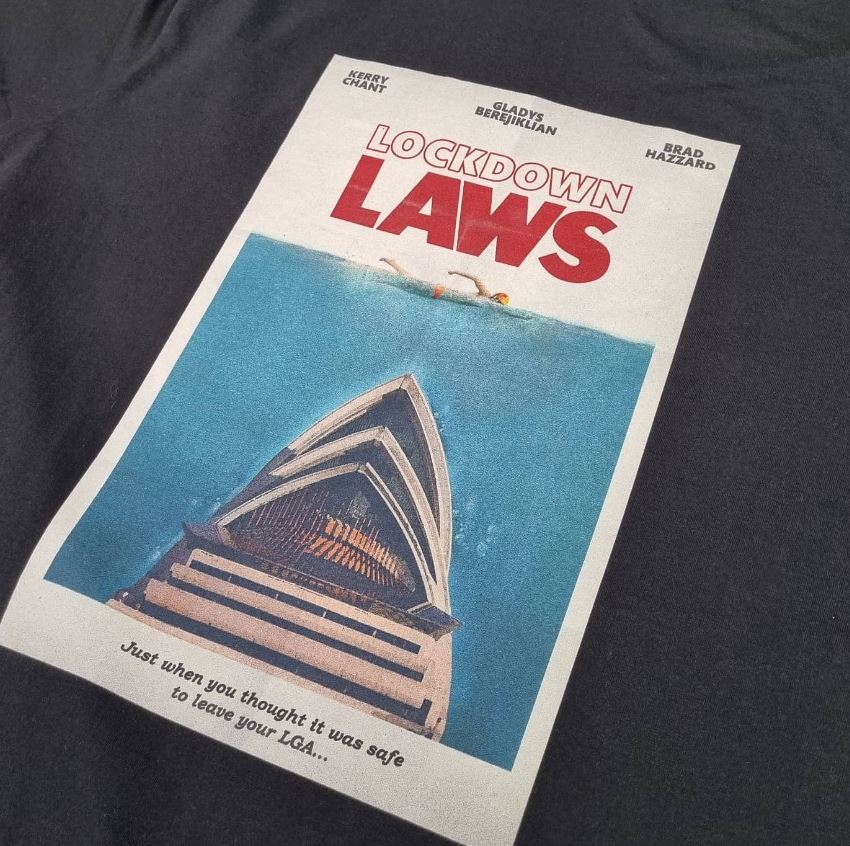 KERRY
CHANT
GLADYS
BEREJIKLIAN
BRAD
HAZZARD
LOCKDOWN
LAWS
Just when you thought it was safe
to leave your LGA...